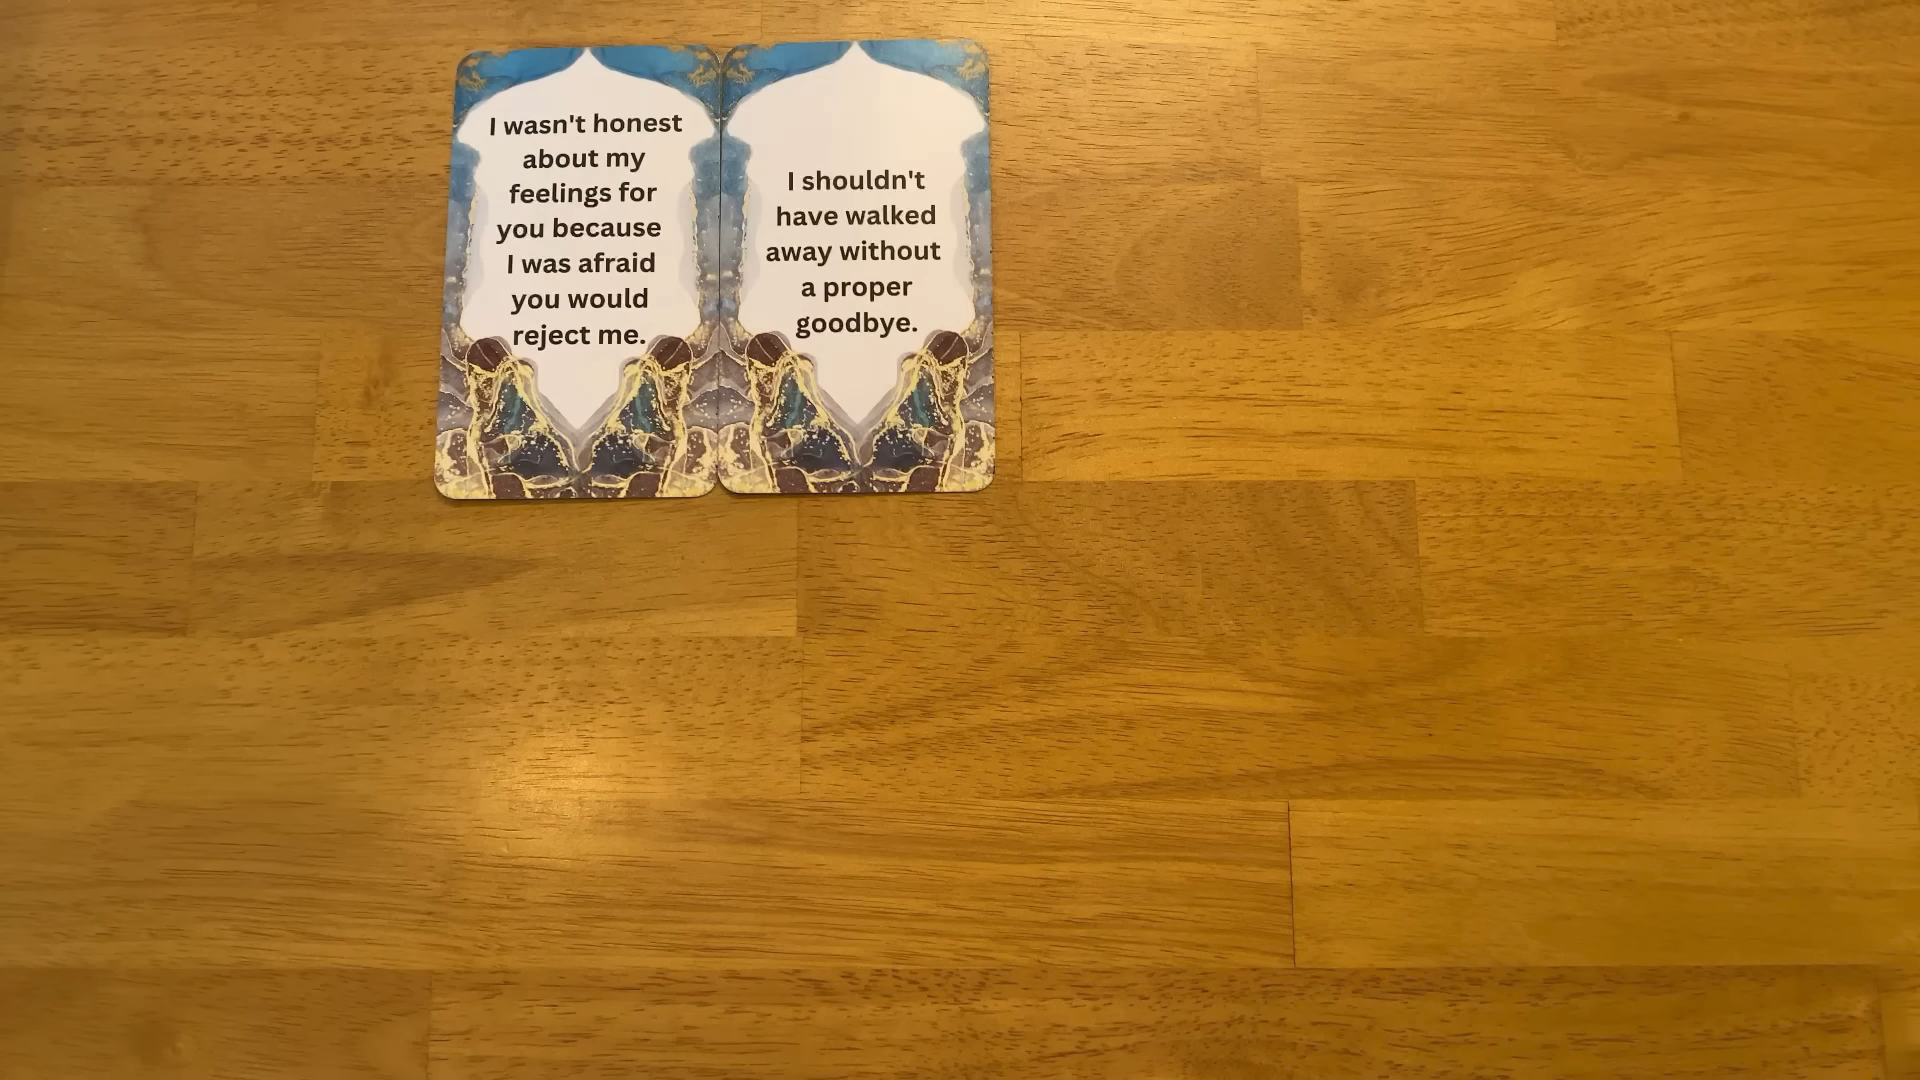 I wasn't honest
about my
feelings for
you because
I was afraid
you would
reject me.
I shouldn't
have walked
away without
a proper
goodbye.